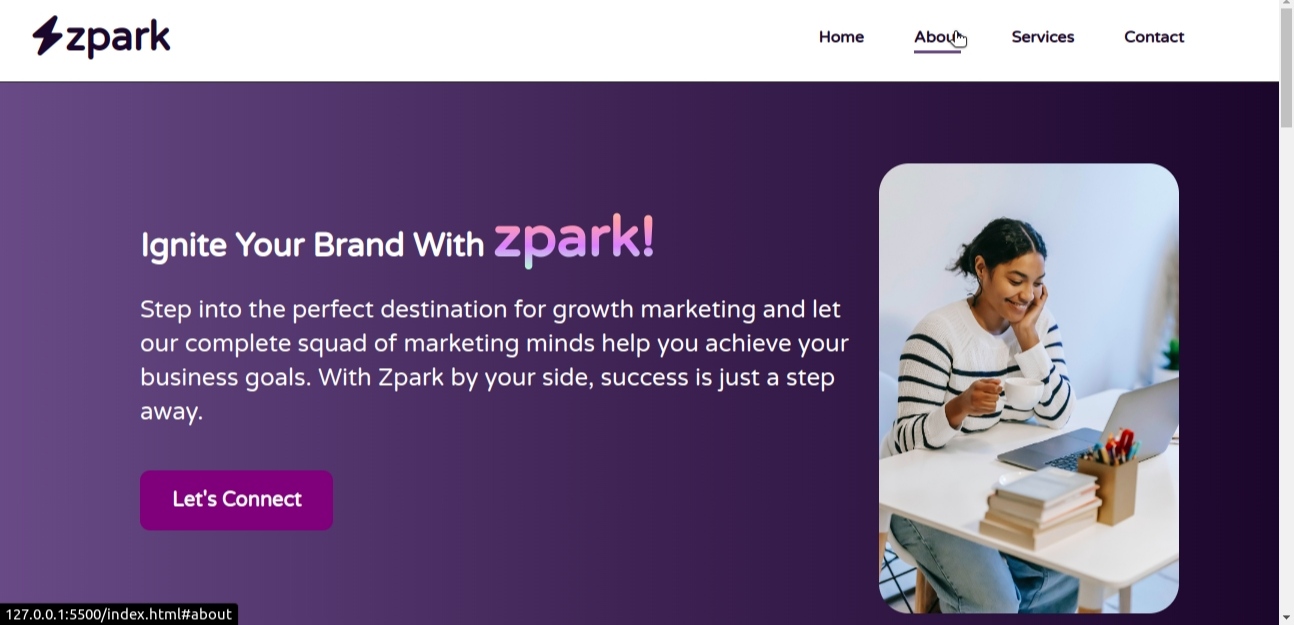 zpark
Home About Services Contact
Ignite Your Brand With zpark!
Step into the perfect destination for growth marketing and let
our complete squad of marketing minds help you achieve your
business goals. With Zpark by your side, success is just a step
away.
Let's Connect
127.0.0.1:5500/index.html#about